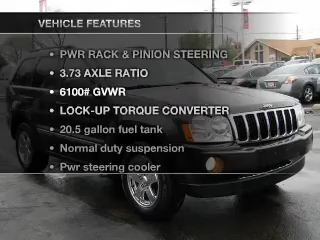 VEHICLE FEATURES
• PWR RACK & PINION STEERING
• 3.73 AXLE RATIO
• 6100# GVWR
• LOCK-UP TORQUE CONVERTER
• 20.5 gallon fuel tank
• Normal duty suspension
• Pwr steering cooler
Jeep